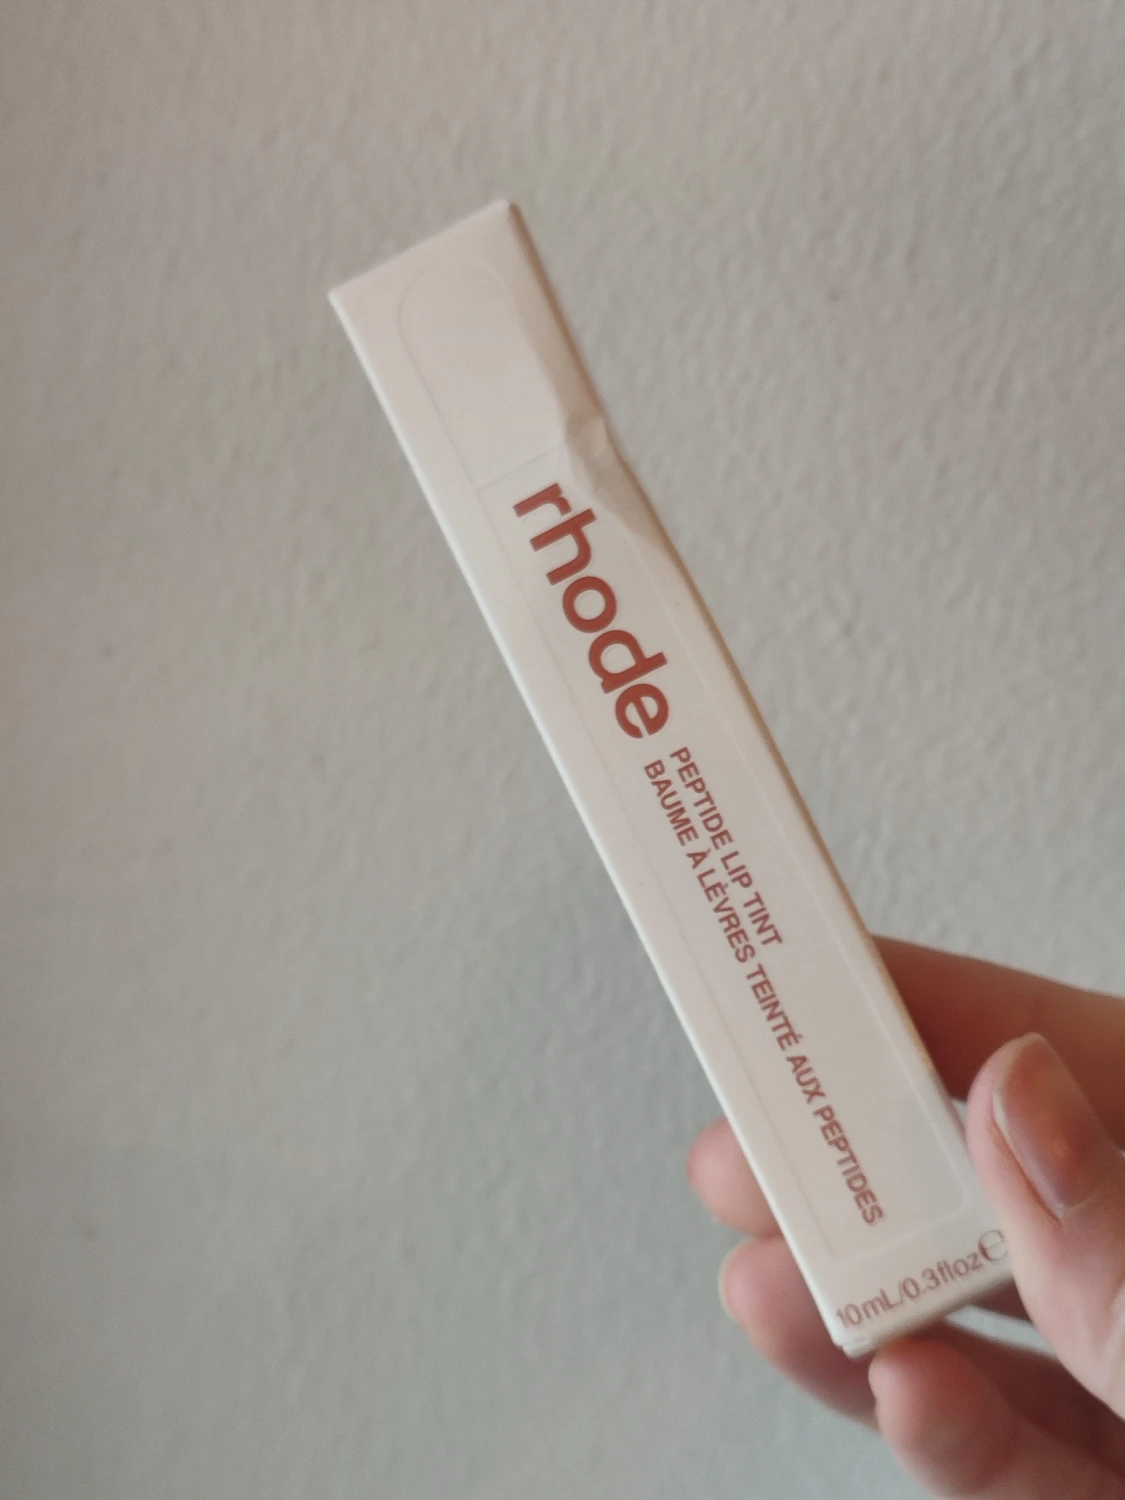 rhode
PEPTIDE LIP TINT
BAUME À LÈVRES TEINTÉ AUX PEPTIDES
10mL/0.3floz℮